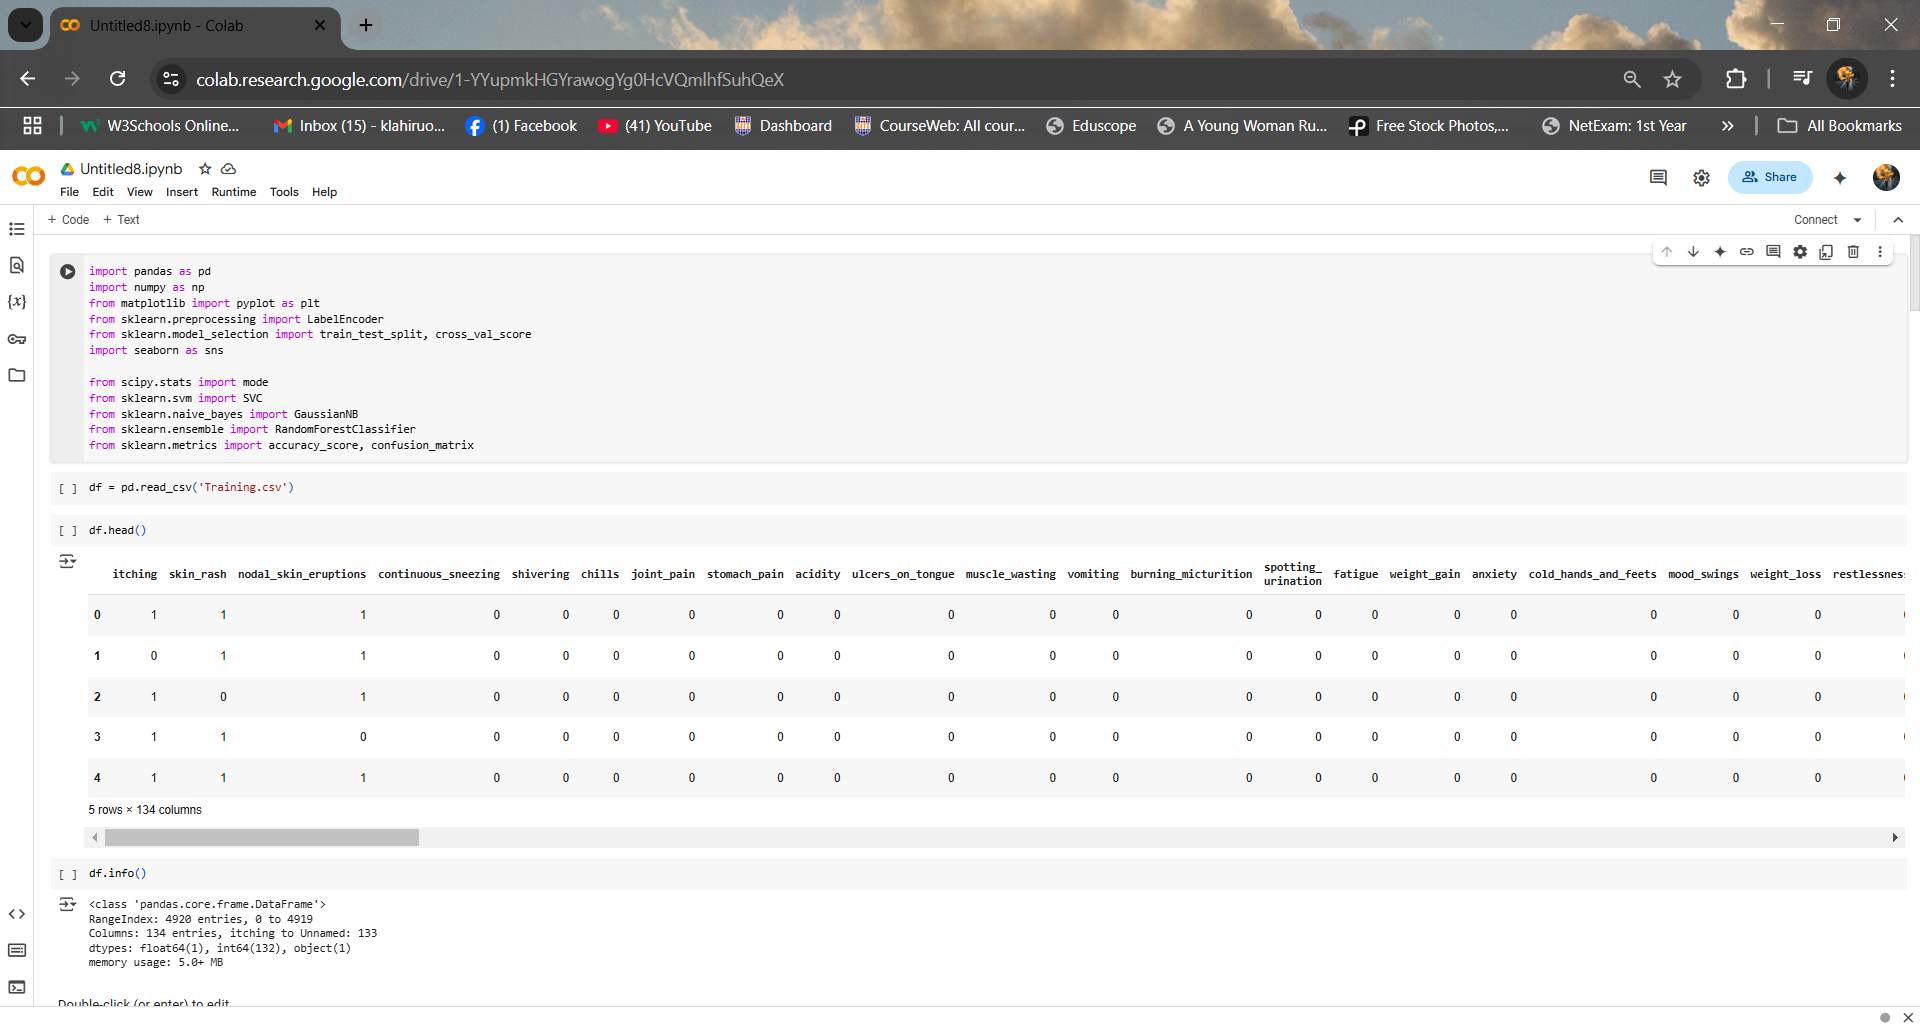 Untitled8.ipynb - Colab
colab.research.google.com/drive/1-YYupmkHGYrawogYg0HcVQmlhfSuhQeX
W3Schools Online... Inbox (15) - klahiruo... (1) Facebook (41) YouTube Dashboard CourseWeb: All cour... Eduscope A Young Woman Ru... Free Stock Photos,... NetExam: 1st Year » All Bookmarks
Untitled8.ipynb
File Edit View Insert Runtime Tools Help
Share
+ Code + Text
Connect
import pandas as pd
import numpy as np
from matplotlib import pyplot as plt
from sklearn.preprocessing import LabelEncoder
from sklearn.model_selection import train_test_split, cross_val_score
import seaborn as sns
from scipy.stats import mode
from sklearn.svm import SVC
from sklearn.naive_bayes import GaussianNB
from sklearn.ensemble import RandomForestClassifier
from sklearn.metrics import accuracy_score, confusion_matrix
[ ] df = pd.read_csv('Training.csv')
[ ] df.head()
itching skin_rash nodal_skin_eruptions continuous_sneezing shivering chills joint_pain stomach_pain acidity ulcers_on_tongue muscle_wasting vomiting burning_micturition spotting_ urination fatigue weight_gain anxiety cold_hands_and_feets mood_swings weight_loss restlessness
0 1 1 1 0 0 0 0 0 0 0 0 0 0 0 0 0 0 0 0 0
1 0 1 1 0 0 0 0 0 0 0 0 0 0 0 0 0 0 0 0 0
2 1 0 1 0 0 0 0 0 0 0 0 0 0 0 0 0 0 0 0 0
3 1 1 0 0 0 0 0 0 0 0 0 0 0 0 0 0 0 0 0 0
4 1 1 1 0 0 0 0 0 0 0 0 0 0 0 0 0 0 0 0 0
5 rows × 134 columns
[ ] df.info()
<class 'pandas.core.frame.DataFrame'>
RangeIndex: 4920 entries, 0 to 4919
Columns: 134 entries, itching to Unnamed: 133
dtypes: float64(1), int64(132), object(1)
memory usage: 5.0+ MB
Double-click (or enter) to edit